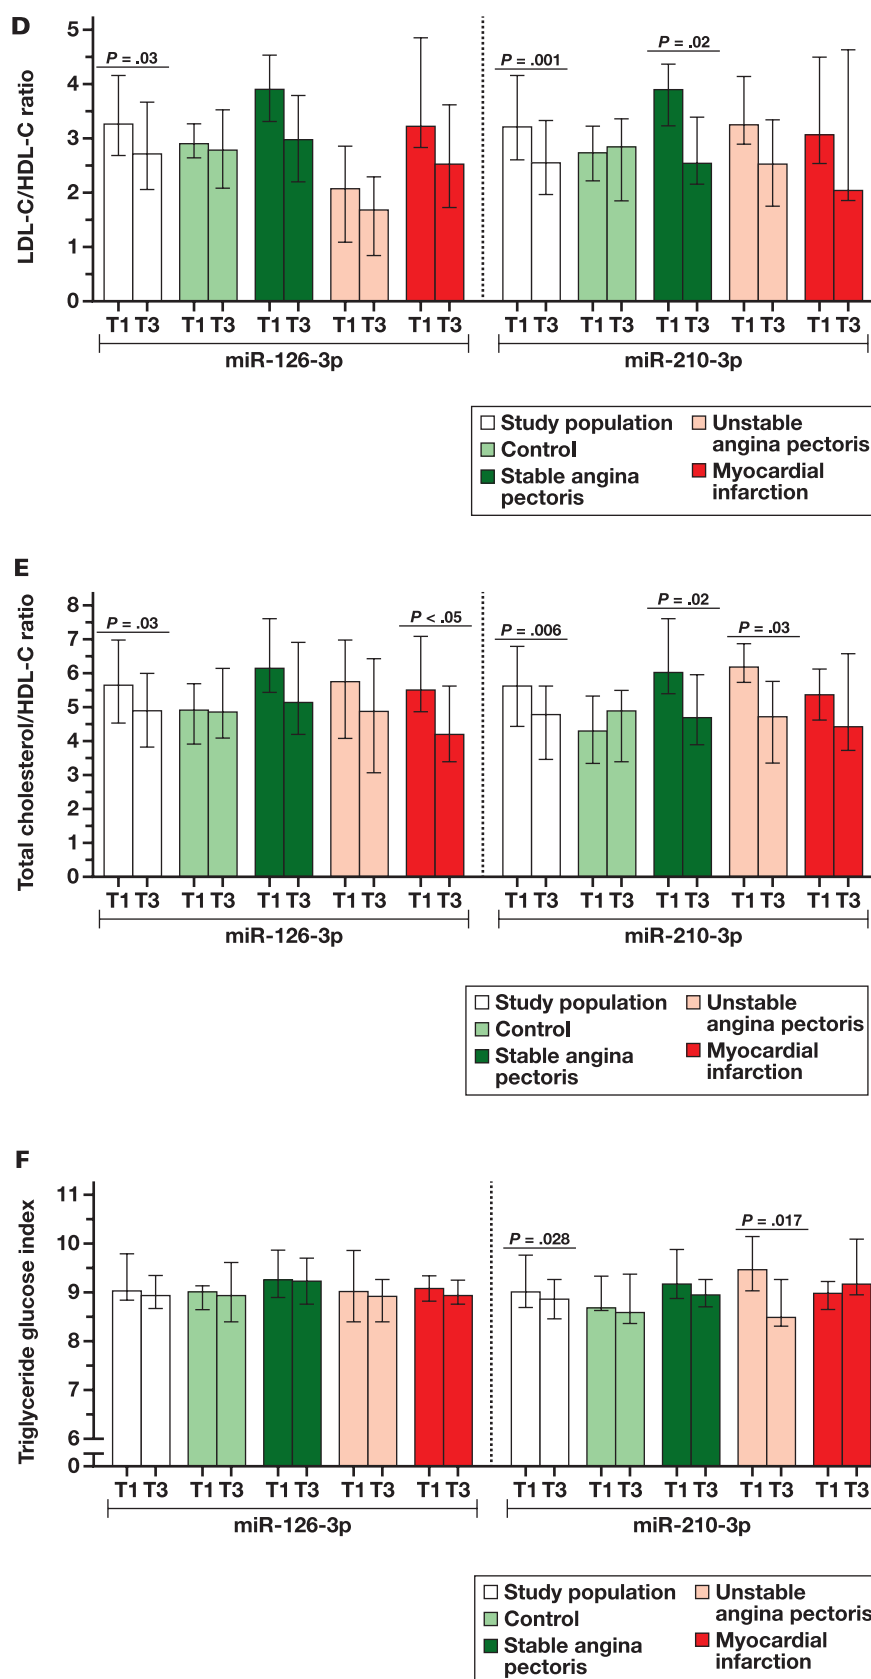 D
LDL-C/HDL-C ratio
5
4
3
2
1
0
P = .03
P = .001
P = .02
T1 T3 T1 T3 T1 T3 T1 T3 T1 T3 T1 T3 T1 T3 T1 T3 T1 T3 T1 T3
miR-126-3p miR-210-3p
Study population
Control
Stable angina
pectoris
Unstable
angina pectoris
Myocardial
infarction
E
Total cholesterol/HDL-C ratio
8
7
6
5
4
3
2
1
0
P = .03
P < .05
P = .006
P = .02
P = .03
T1 T3 T1 T3 T1 T3 T1 T3 T1 T3 T1 T3 T1 T3 T1 T3 T1 T3 T1 T3
miR-126-3p miR-210-3p
Study population
Control
Stable angina
pectoris
Unstable
angina pectoris
Myocardial
infarction
F
Triglyceride glucose index
11
10
9
8
7
6
0
P = .028
P = .017
T1 T3 T1 T3 T1 T3 T1 T3 T1 T3 T1 T3 T1 T3 T1 T3 T1 T3 T1 T3
miR-126-3p miR-210-3p
Study population
Control
Stable angina
pectoris
Unstable
angina pectoris
Myocardial
infarction